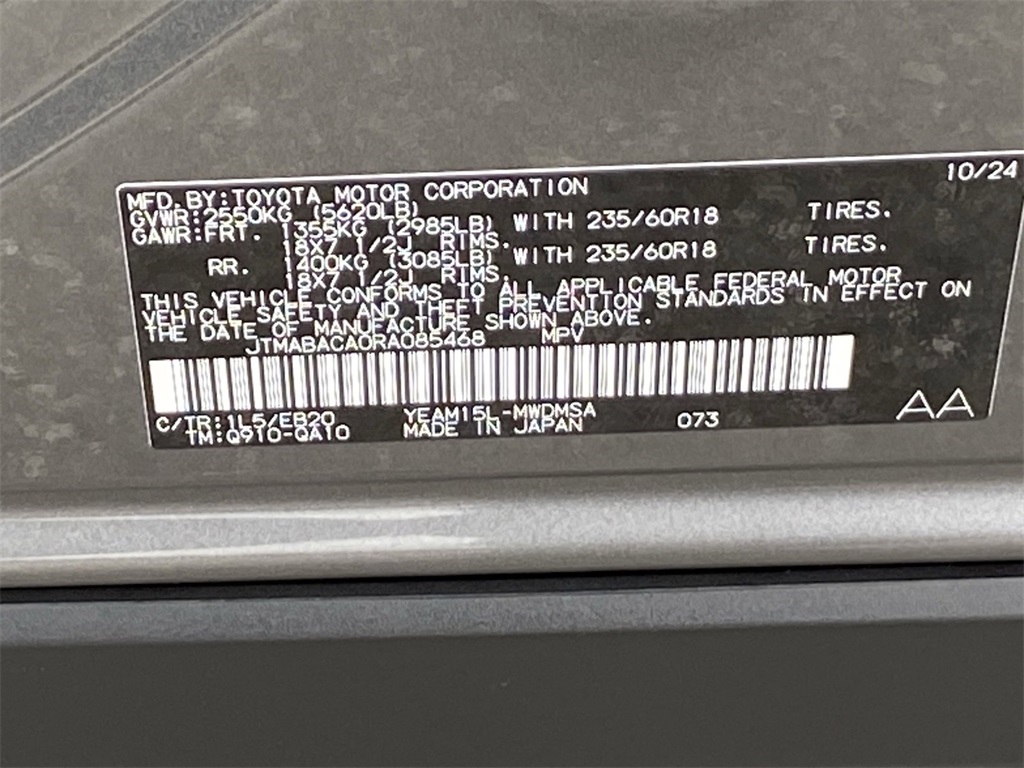 10/24
MFD. BY: TOYOTA MOTOR CORPORATION
GVWR: 2550KG (5620LB)
GAWR: FRT. 1355KG (2985LB) WITH 235/60R18 TIRES.
18X7 1/2J RIMS.
RR. 1400KG (3085LB) WITH 235/60R18 TIRES.
18X7 1/2J RIMS.
THIS VEHICLE CONFORMS TO ALL APPLICABLE FEDERAL MOTOR
VEHICLE SAFETY AND THEFT PREVENTION STANDARDS IN EFFECT ON
THE DATE OF MANUFACTURE SHOWN ABOVE.
JTMABACA0RA085468 MPV
C/TR: 1L5/EB20 YEAM15L-MWDMSA 073 AA
TM: Q910-QA10 MADE IN JAPAN